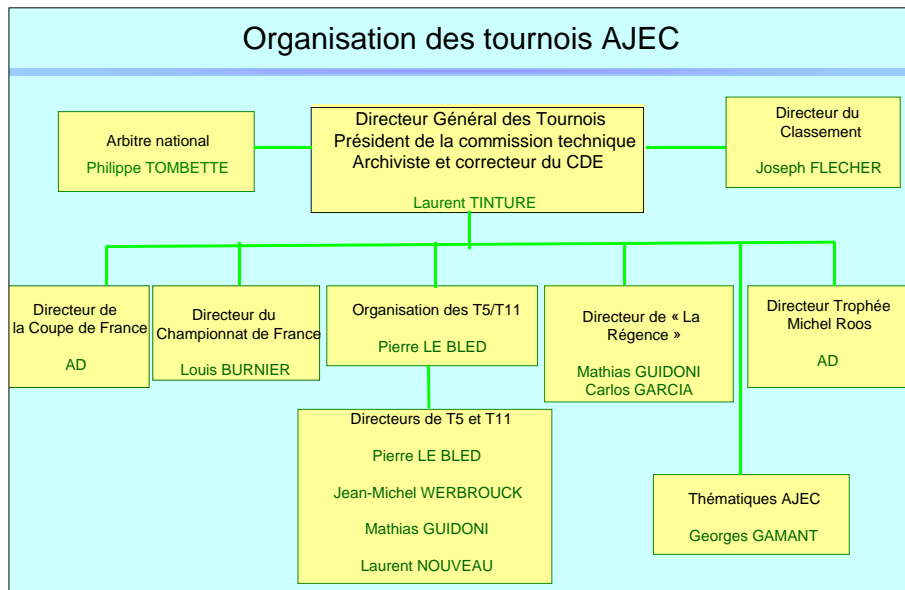 Organisation des tournois AJEC
Arbitre national
Philippe TOMBETTE
Directeur Général des Tournois
Président de la commission technique
Archiviste et correcteur du CDE
Laurent TINTURE
Directeur du
Classement
Joseph FLECHER
Directeur de
la Coupe de France
AD
Directeur du
Championnat de France
Louis BURNIER
Organisation des T5/T11
Pierre LE BLED
Directeur de « La
Régence »
Mathias GUIDONI
Carlos GARCIA
Directeur Trophée
Michel Roos
AD
Directeurs de T5 et T11
Pierre LE BLED
Jean-Michel WERBROUCK
Mathias GUIDONI
Laurent NOUVEAU
Thématiques AJEC
Georges GAMANT